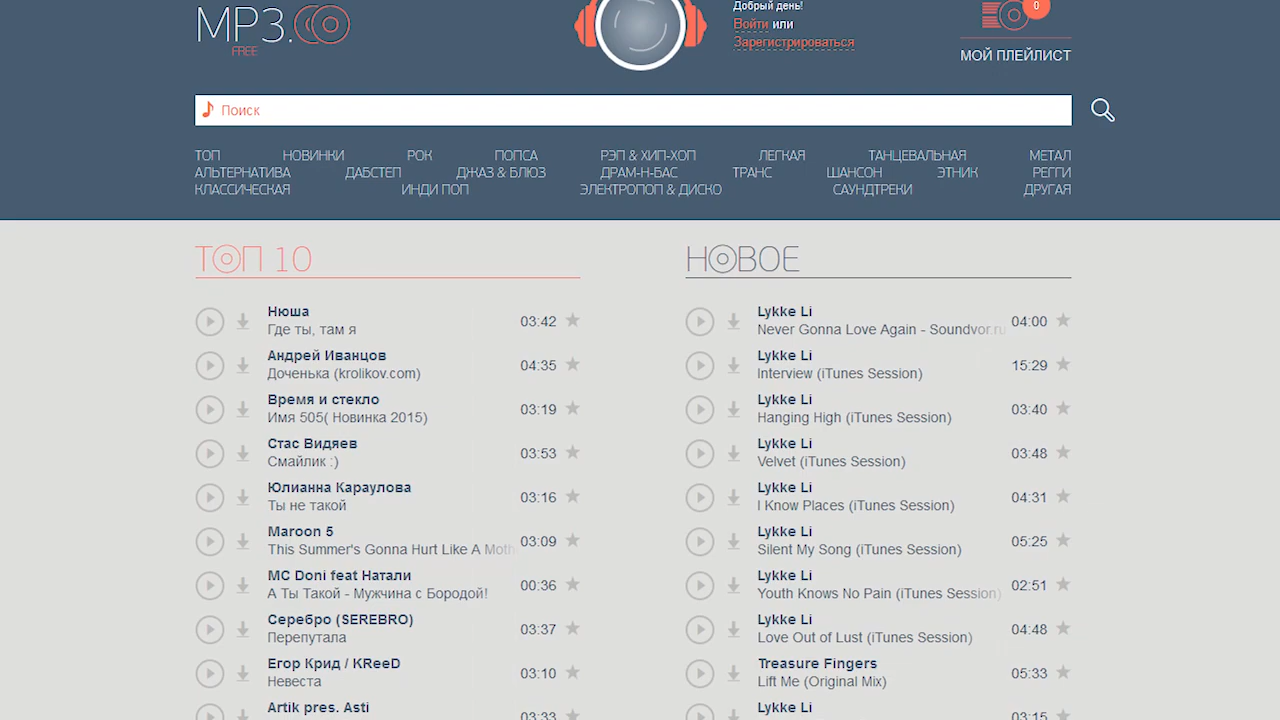 MP3.
FREE
Добрый день!
Войти или
Зарегистрироваться
0
МОЙ ПЛЕЙЛИСТ
Поиск
ТОП НОВИНКИ РОК ПОПСА РЭП & ХИП-ХОП ЛЕГКАЯ ТАНЦЕВАЛЬНАЯ МЕТАЛ
АЛЬТЕРНАТИВА ДАБСТЕП ДЖАЗ & БЛЮЗ ДРАМ-Н-БАС ТРАНС ШАНСОН ЭТНИК РЕГГИ
КЛАССИЧЕСКАЯ ИНДИ ПОП ЭЛЕКТРОПОП & ДИСКО САУНДТРЕКИ ДРУГАЯ
ТОП 10
Нюша
Где ты, там я
03:42
Андрей Иванцов
Доченька (krolikov.com)
04:35
Время и стекло
Имя 505( Новинка 2015)
03:19
Стас Видяев
Смайлик :)
03:53
Юлианна Караулова
Ты не такой
03:16
Maroon 5
This Summer's Gonna Hurt Like A Moth
03:09
MC Doni feat Натали
А Ты Такой - Мужчина с Бородой!
00:36
Серебро (SEREBRO)
Перепутала
03:37
Егор Крид / KReeD
Невеста
03:10
Artik pres. Asti
03:33
НОВОЕ
Lykke Li
Never Gonna Love Again - Soundvor.ru
04:00
Lykke Li
Interview (iTunes Session)
15:29
Lykke Li
Hanging High (iTunes Session)
03:40
Lykke Li
Velvet (iTunes Session)
03:48
Lykke Li
I Know Places (iTunes Session)
04:31
Lykke Li
Silent My Song (iTunes Session)
05:25
Lykke Li
Youth Knows No Pain (iTunes Session)
02:51
Lykke Li
Love Out of Lust (iTunes Session)
04:48
Treasure Fingers
Lift Me (Original Mix)
05:33
Lykke Li
03:15